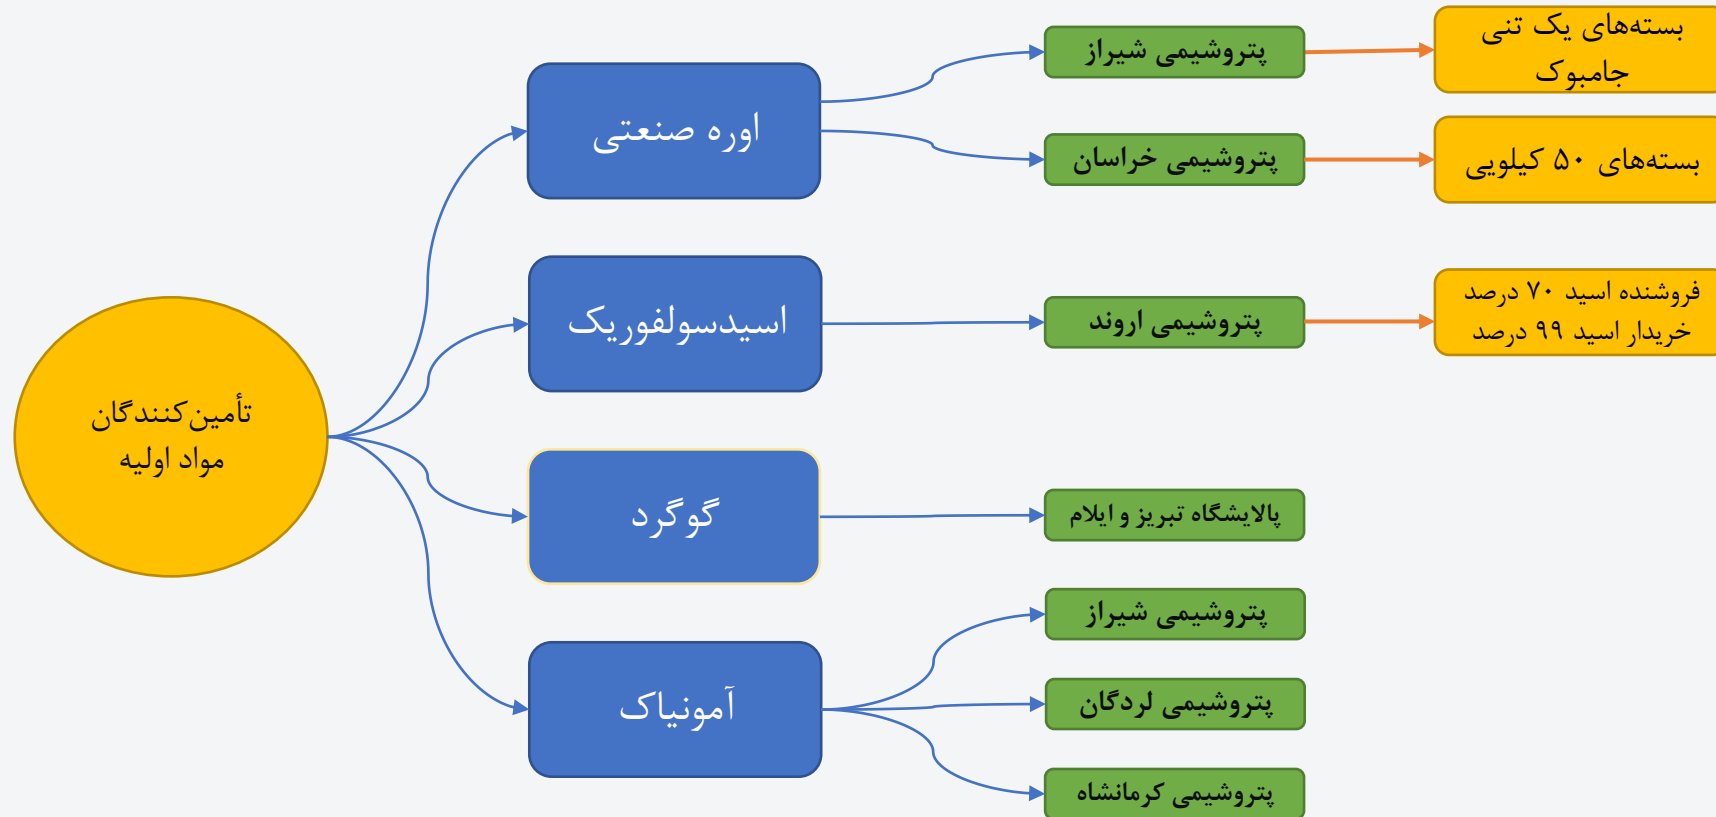 تأمین‌کنندگان
مواد اولیه
اوره صنعتی
پتروشیمی شیراز
بسته‌های یک تنی
جامبوک
پتروشیمی خراسان
بسته‌های ۵۰ کیلویی
اسیدسولفوریک
پتروشیمی اروند
فروشنده اسید ۷۰ درصد
خریدار اسید ۹۹ درصد
گوگرد
پالایشگاه تبریز و ایلام
آمونیاک
پتروشیمی شیراز
پتروشیمی لردگان
پتروشیمی کرمانشاه